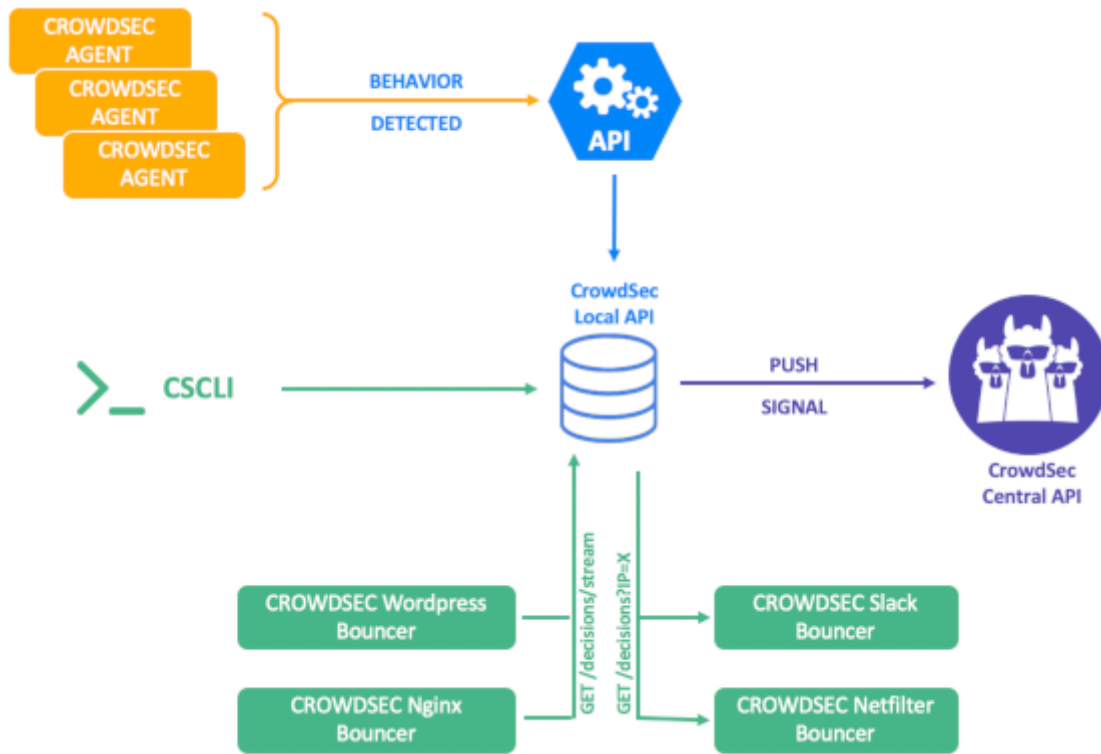 CROWDSEC
AGENT
CROWDSEC
AGENT
CROWDSEC
AGENT
BEHAVIOR
DETECTED
API
CrowdSec
Local API
>_ CSCLI
PUSH
SIGNAL
CrowdSec
Central API
GET /decisions/stream
GET /decisions?IP=X
CROWDSEC Wordpress
Bouncer
CROWDSEC Slack
Bouncer
CROWDSEC Nginx
Bouncer
CROWDSEC Netfilter
Bouncer